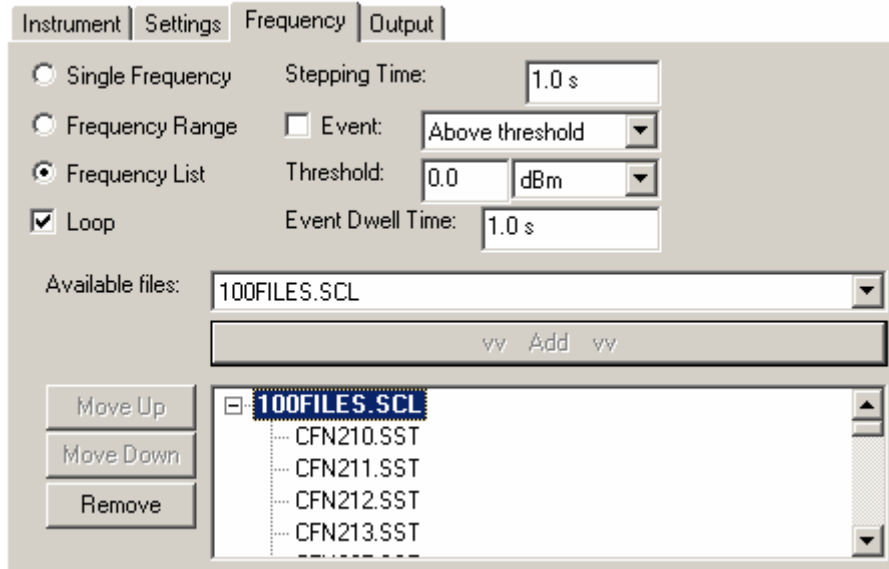 Instrument Settings Frequency Output
Single Frequency Stepping Time: 1.0 s
Frequency Range Event: Above threshold
Frequency List Threshold: 0.0 dBm
Loop Event Dwell Time: 1.0 s
Available files: 100FILES.SCL
vv Add vv
Move Up 100FILES.SCL
CFN210.SST
Move Down CFN211.SST
Remove CFN212.SST
CFN213.SST